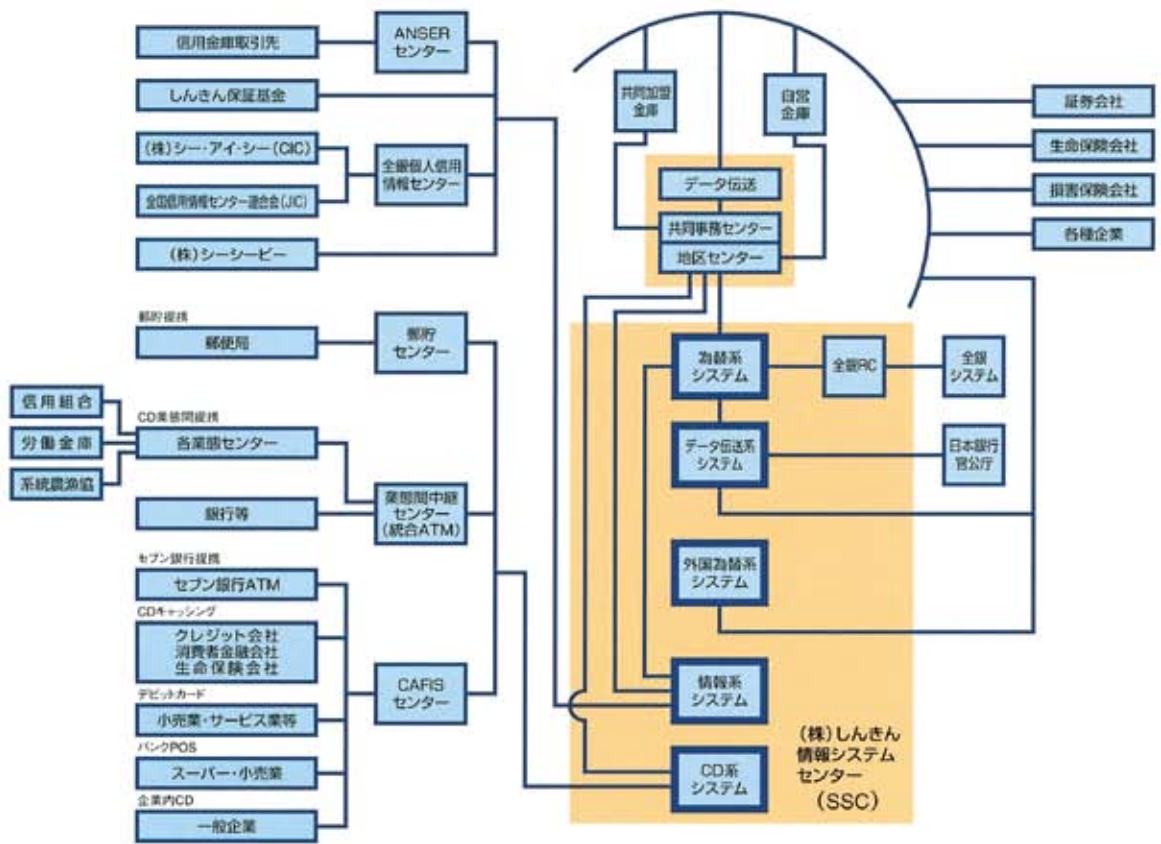 信用金庫取引先
ANSER
センター
しんきん保証基金
(株)シー・アイ・シー(CIC)
全国信用情報センター連合会(JIC)
全銀個人信用
情報センター
(株)シーシービー
郵貯提携
郵便局
郵貯
センター
信用組合
労働金庫
系統農漁協
CD業態間提携
各業態センター
銀行等
業態間中継
センター
(統合ATM)
セブン銀行提携
セブン銀行ATM
CDキャッシング
クレジット会社
消費者金融会社
生命保険会社
デビットカード
小売業・サービス業等
バンクPOS
スーパー・小売業
企業内CD
一般企業
CAFIS
センター
共同加盟
金庫
自営
金庫
データ伝送
共同事務センター
地区センター
証券会社
生命保険会社
損害保険会社
各種企業
為替系
システム
全銀RC
全銀
システム
データ伝送系
システム
日本銀行
官公庁
外国為替系
システム
情報系
システム
CD系
システム
(株)しんきん
情報システム
センター
(SSC)